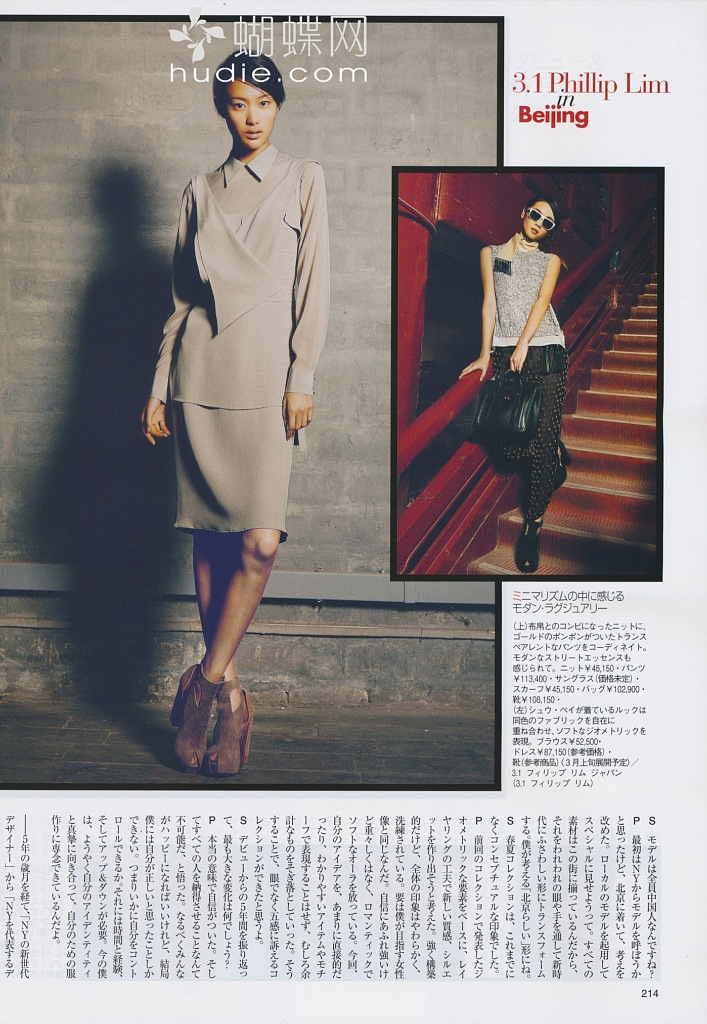 蝴蝶网
hudie.com
3.1 Phillip Lim
in
Beijing
ミニマリズムの中に感じる
モダン・ラグジュアリー
(上)布帛とのコンビになったニットに、
ゴールドのボンボンがついたトランス
ペアレントなパンツをコーディネイト。
モダンなストリートエッセンスも
感じられて。ニット¥45,150・パンツ
¥113,400・サングラス(価格未定)・
スカーフ¥45,150・バッグ¥102,900・
靴¥108,150・
(左)シュウ・ペイが着ているルックは
同色のファブリックを自在に
重ね合わせ、ソフトなジオメトリックを
表現。ブラウス¥52,500・
ドレス¥87,150(参考価格)・
靴(参考商品)〈3月上旬展開予定〉/
3.1 フィリップ リム ジャパン
(3.1 フィリップ リム)
S モデルは全員中国人なんですね?
P 最初はNYからモデルを呼ぼうか
と思ったけど、北京に着いて、考えを
改めた。ローカルのモデルを起用して
スペシャルに見せようって。すべての
素材はこの街に揃っているんだから、
それをわれわれの眼や手を通して新時
代にふさわしい形にトランスフォーム
する。僕が考える「北京らしい」形にね。
S 春夏コレクションは、これまでに
なくコンセプチュアルな印象でした。
P 前回のコレクションで発表したジ
オメトリックな要素をベースに、レイ
ヤリングの工夫で新しい質感、シルエ
ットを作り出そうと考えた。強く構築
的だけど、全体の印象はやわらかく、
洗練されている。要は僕が目指す女性
像と同じなんだ。自信にあふれ強いけ
ど重々しくはなく、ロマンティックで
ソフトなオーラを放っている。今回、
自分のアイデアを、あまりに直接的だ
ったり、わかりやすいアイテムやモチ
ーフで表現することはせず、むしろ余
計なものをそぎ落としていった。そう
することで、眼でなく五感に訴えるコ
レクションができたと思うよ。
S デビューからの5年間を振り返っ
て、最も大きな変化は何でしょう?
P 本当の意味で自信がついた。そし
てすべての人を納得させることなんて
不可能だ、と悟った。なるべくみんな
がハッピーになればいいけれど、結局
僕には自分が正しいと思ったことしか
できない。つまりいかに自分をコント
ロールできるか。それには時間と経験、
そしてアップ&ダウンが必要。今の僕
は、ようやく自分のアイデンティティ
と真摯に向き合って、自分のための服
作りに専念できているんだよ。
――5年の歳月を経て、「NYの新世代
デザイナー」から「NYを代表するデ
214